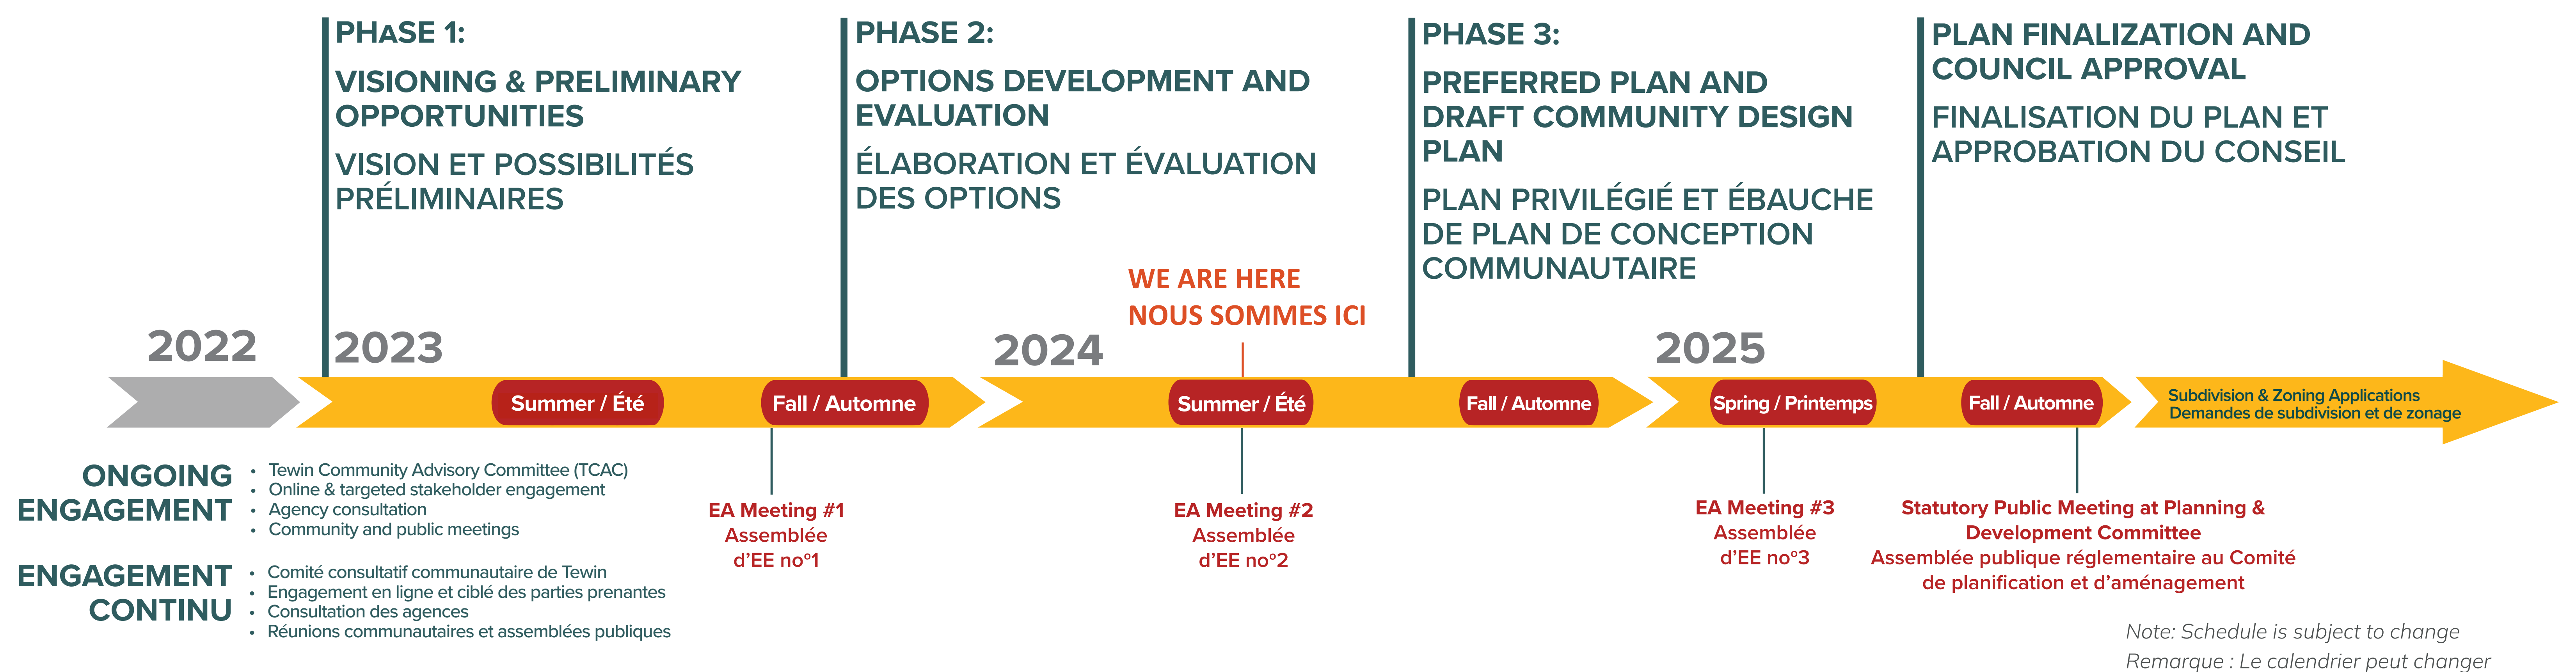 PHASE 1:
VISIONING & PRELIMINARY
OPPORTUNITIES
VISION ET POSSIBILITÉS
PRÉLIMINAIRES
PHASE 2:
OPTIONS DEVELOPMENT AND
EVALUATION
ÉLABORATION ET ÉVALUATION
DES OPTIONS
PHASE 3:
PREFERRED PLAN AND
DRAFT COMMUNITY DESIGN
PLAN
PLAN PRIVILÉGIÉ ET ÉBAUCHE
DE PLAN DE CONCEPTION
COMMUNAUTAIRE
PLAN FINALIZATION AND
COUNCIL APPROVAL
FINALISATION DU PLAN ET
APPROBATION DU CONSEIL
WE ARE HERE
NOUS SOMMES ICI
2022
2023
2024
2025
Summer / Été
Fall / Automne
Summer / Été
Fall / Automne
Spring / Printemps
Fall / Automne
Subdivision & Zoning Applications
Demandes de subdivision et de zonage
ONGOING
ENGAGEMENT
• Tewin Community Advisory Committee (TCAC)
• Online & targeted stakeholder engagement
• Agency consultation
• Community and public meetings
ENGAGEMENT
CONTINU
• Comité consultatif communautaire de Tewin
• Engagement en ligne et ciblé des parties prenantes
• Consultation des agences
• Réunions communautaires et assemblées publiques
EA Meeting #1
Assemblée
d'EE noº1
EA Meeting #2
Assemblée
d'EE noº2
EA Meeting #3
Assemblée
d'EE noº3
Statutory Public Meeting at Planning &
Development Committee
Assemblée publique réglementaire au Comité
de planification et d'aménagement
Note: Schedule is subject to change
Remarque : Le calendrier peut changer